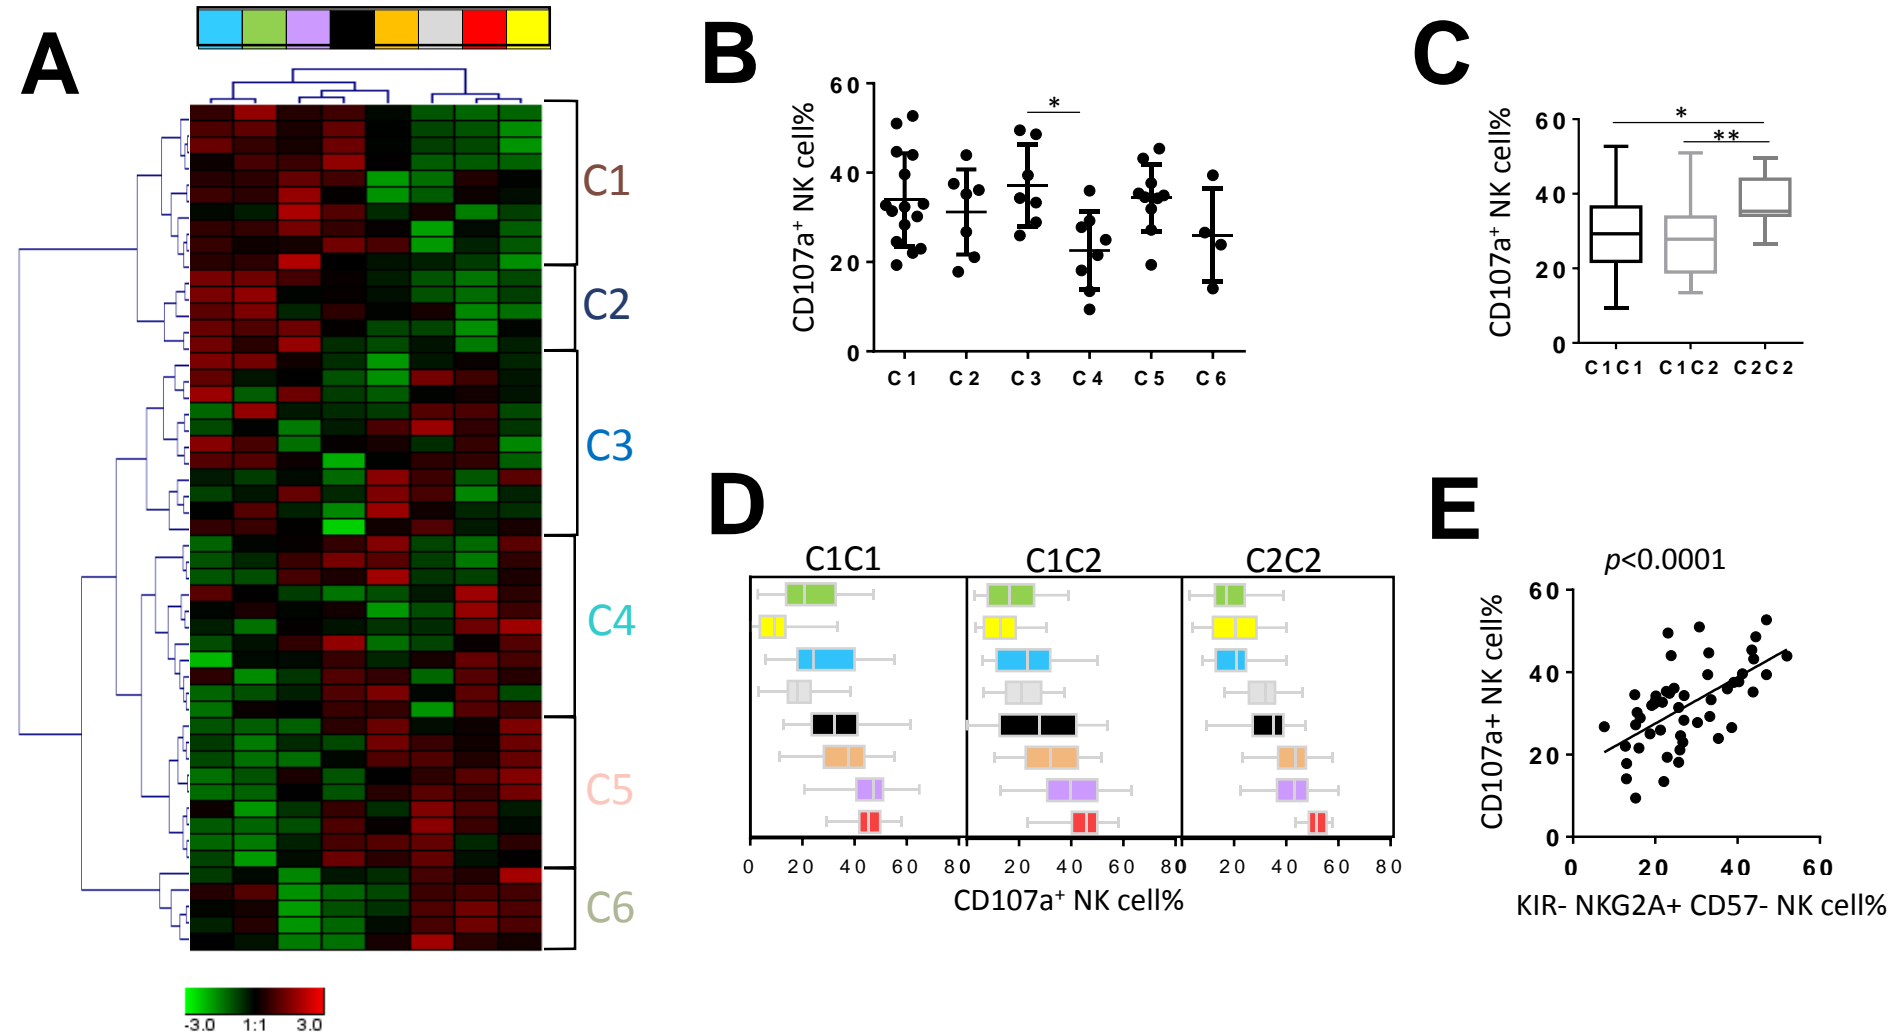 A
C1
C2
C3
C4
C5
C6
-3.0 1:1 3.0
B
CD107a⁺ NK cell%
60
40
20
0
*
C1 C2 C3 C4 C5 C6
C
CD107a⁺ NK cell%
60
40
20
0
*
**
C1C1 C1C2 C2C2
D
C1C1 C1C2 C2C2
0 20 40 60 80 20 40 60 80 20 40 60 80
CD107a⁺ NK cell%
E
p<0.0001
CD107a+ NK cell%
60
40
20
0
0 20 40 60
KIR- NKG2A+ CD57- NK cell%